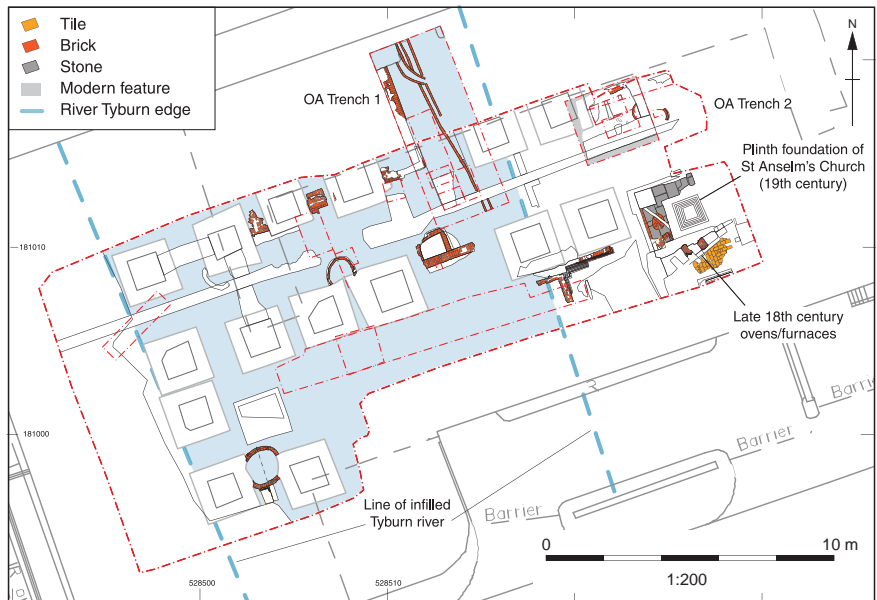 Tile
Brick
Stone
Modern feature
River Tyburn edge
N
OA Trench 1
OA Trench 2
Plinth foundation of
St Anselm's Church
(19th century)
181010
Late 18th century
ovens/furnaces
181000
Barrier
Barrier
Barrier
Line of infilled
Tyburn river
0
10 m
1:200
528500
528510